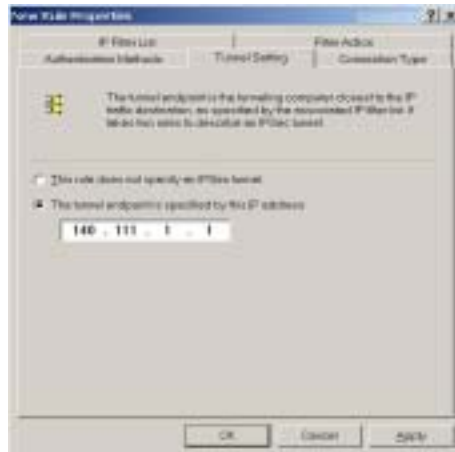 New Rule Properties
IP Filter List
Filter Action
Authentication Methods
Tunnel Setting
Connection Type
The tunnel endpoint is the tunneling computer closest to the IP
traffic destination, as specified by the associated IP filter list. It
takes two rules to describe an IPSec tunnel.
This rule does not specify an IPSec tunnel.
The tunnel endpoint is specified by this IP address:
140 . 111 . 1 . 1
OK
Cancel
Apply